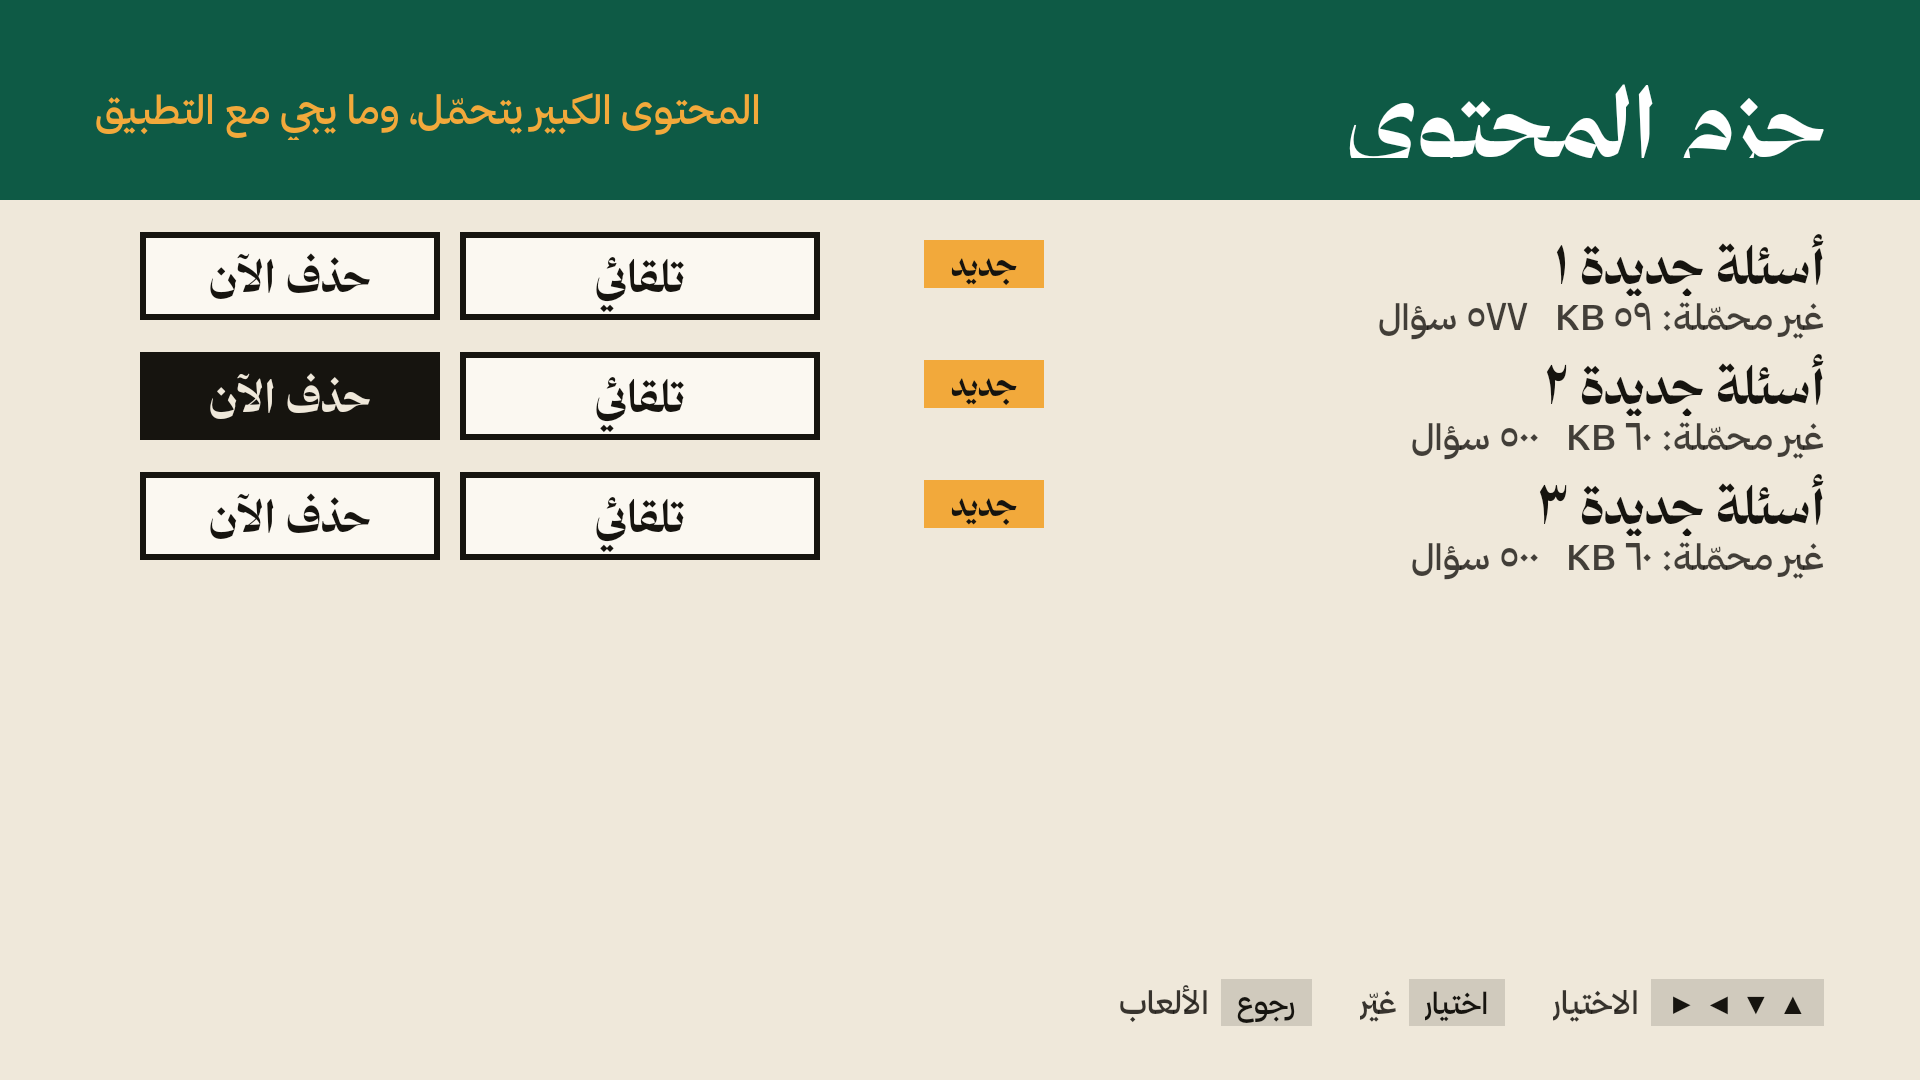 حزم المحتوى
المحتوى الكبير يتحمّل، وما يجي مع التطبيق
أسئلة جديدة ١
جديد
تلقائي
حذف الآن
غير محمّلة: ٥٩ KB ٥٧٧ سؤال
أسئلة جديدة ٢
جديد
تلقائي
حذف الآن
غير محمّلة: ٦٠ KB ٥٠٠ سؤال
أسئلة جديدة ٣
جديد
تلقائي
حذف الآن
غير محمّلة: ٦٠ KB ٥٠٠ سؤال
▲ ▼ ◄ ► الاختيار اختيار غيّر رجوع الألعاب